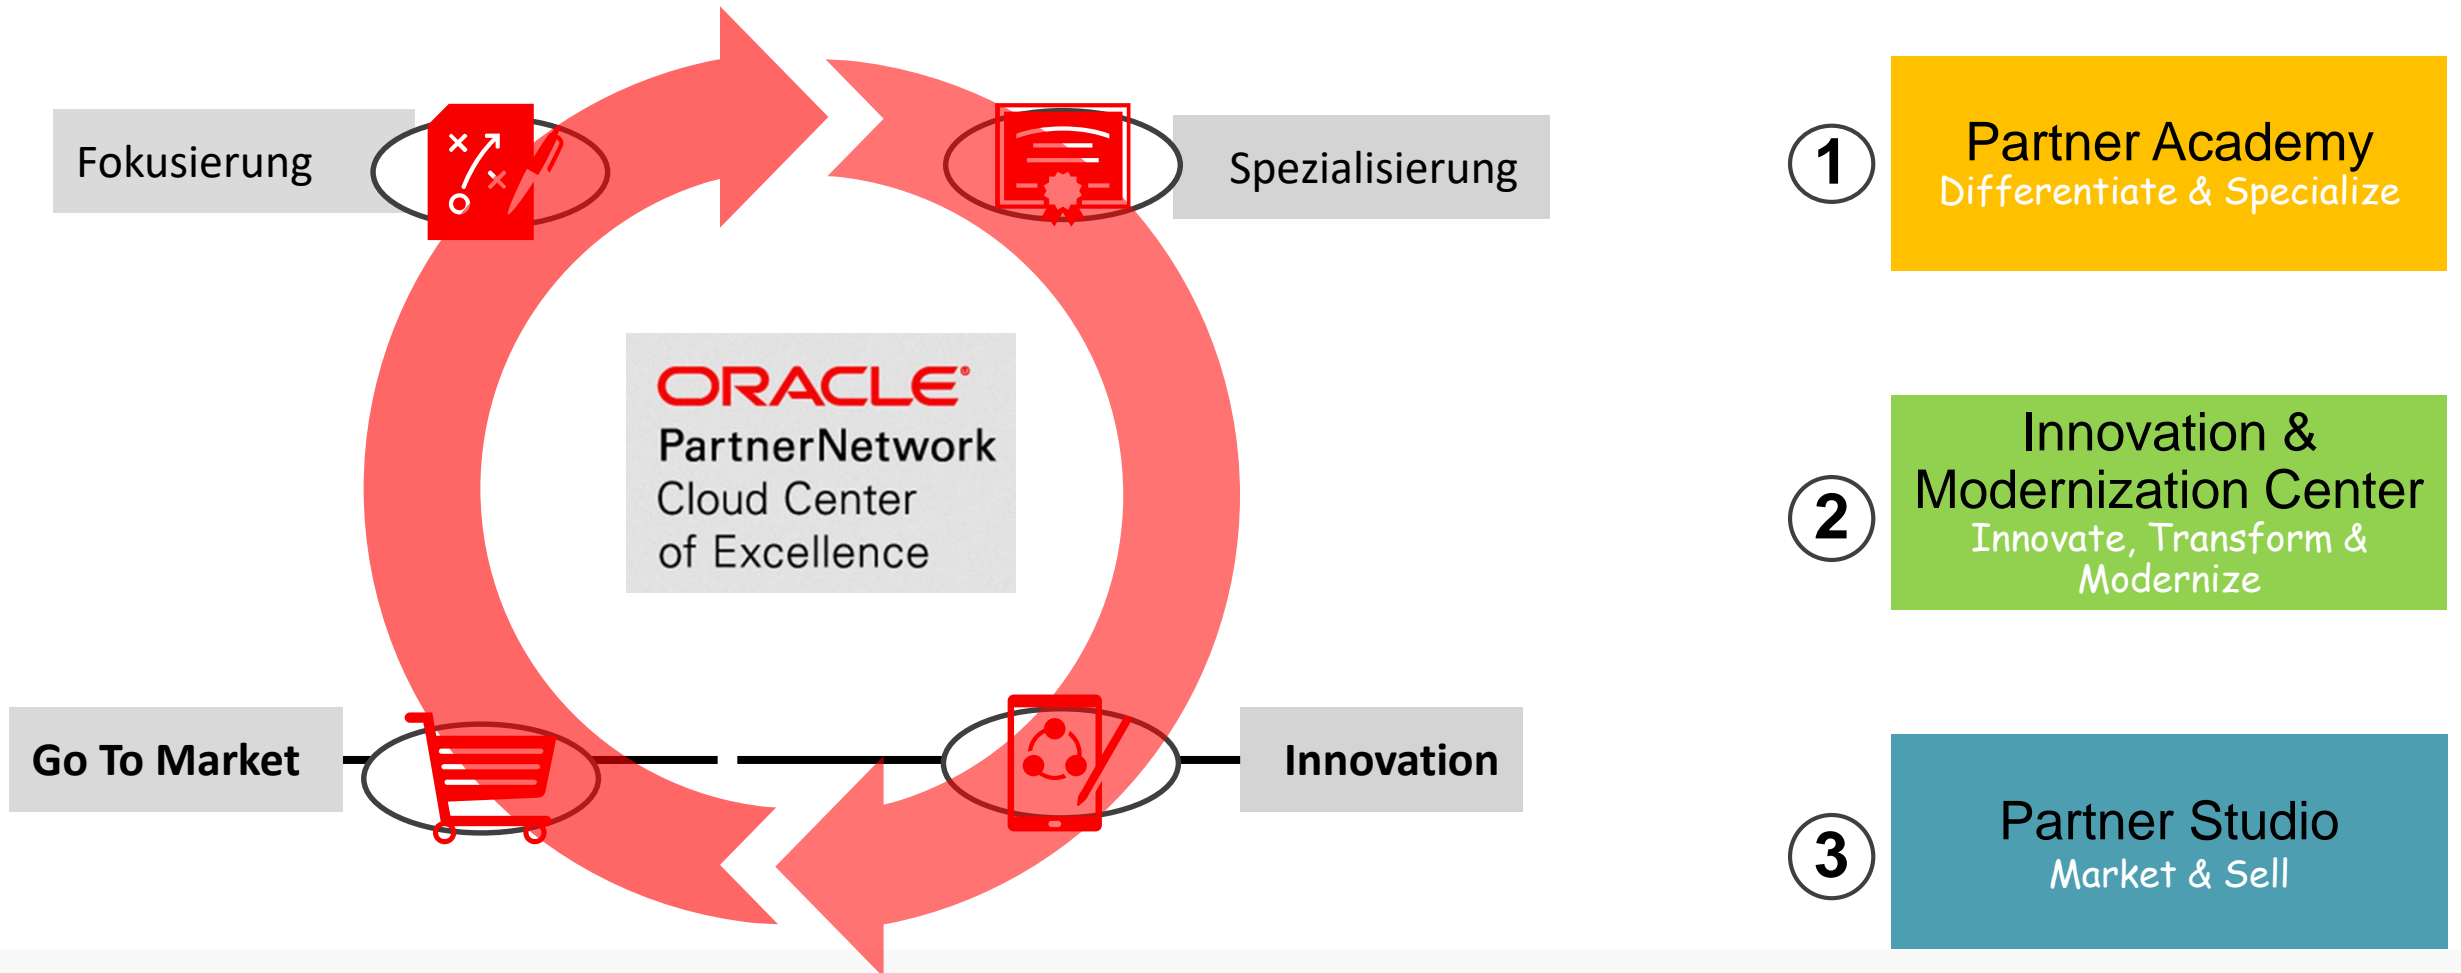 Fokusierung
Spezialisierung
ORACLE®
PartnerNetwork
Cloud Center
of Excellence
Go To Market
Innovation
1
Partner Academy
Differentiate & Specialize
2
Innovation &
Modernization Center
Innovate, Transform &
Modernize
3
Partner Studio
Market & Sell